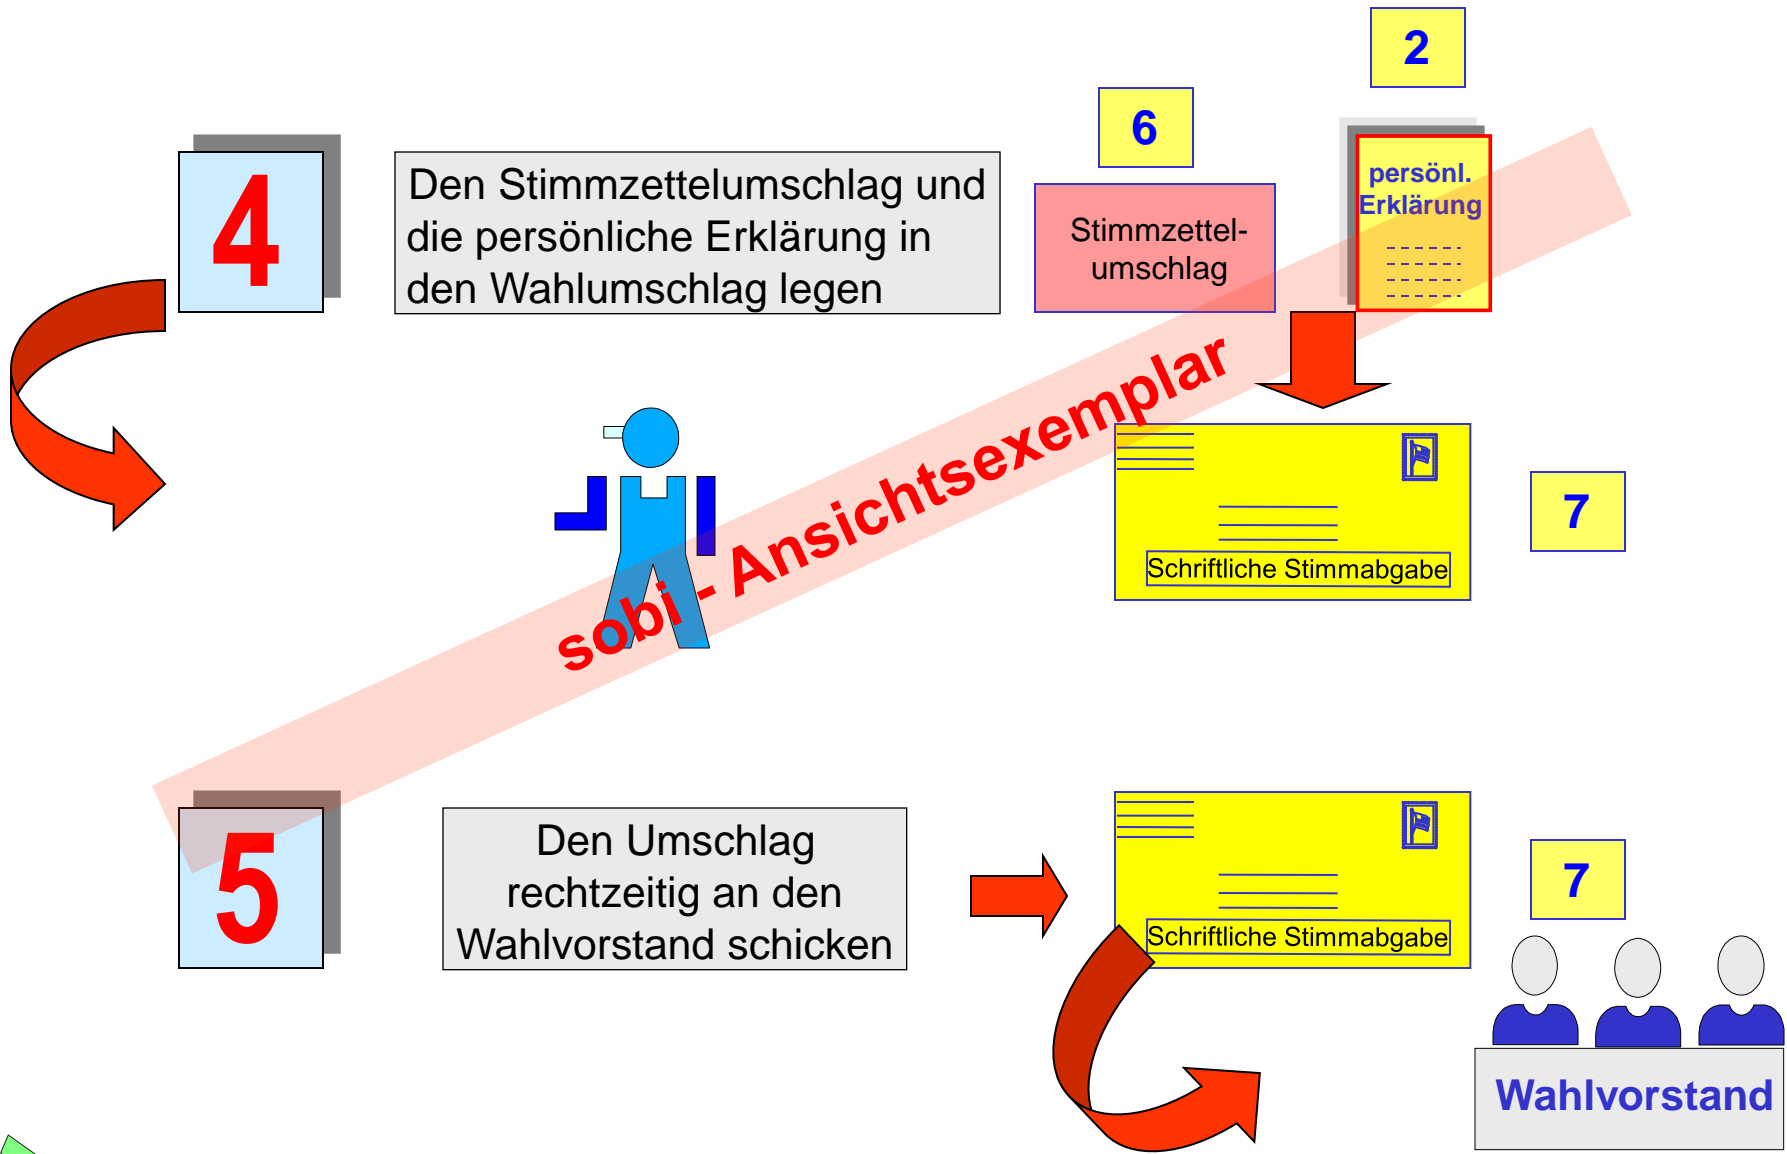 2
6
4
Den Stimmzettelumschlag und
die persönliche Erklärung in
den Wahlumschlag legen
Stimmzettel-
umschlag
persönl.
Erklärung
sobi - Ansichtsexemplar
Schriftliche Stimmabgabe
7
5
Den Umschlag
rechtzeitig an den
Wahlvorstand schicken
Schriftliche Stimmabgabe
7
Wahlvorstand